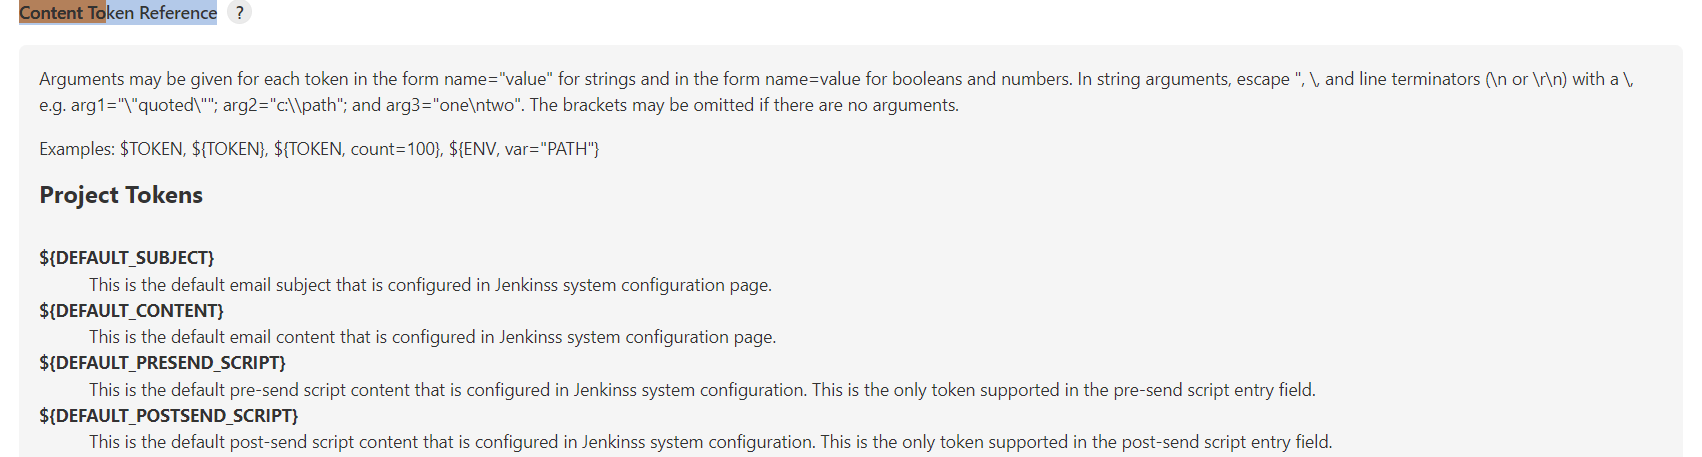 Content Token Reference ?
Arguments may be given for each token in the form name="value" for strings and in the form name=value for booleans and numbers. In string arguments, escape ", \, and line terminators (\n or \r\n) with a \,
e.g. arg1="\"quoted\""; arg2="c:\\path"; and arg3="one\ntwo". The brackets may be omitted if there are no arguments.
Examples: $TOKEN, ${TOKEN}, ${TOKEN, count=100}, ${ENV, var="PATH"}
Project Tokens
${DEFAULT_SUBJECT}
This is the default email subject that is configured in Jenkinss system configuration page.
${DEFAULT_CONTENT}
This is the default email content that is configured in Jenkinss system configuration page.
${DEFAULT_PRESEND_SCRIPT}
This is the default pre-send script content that is configured in Jenkinss system configuration. This is the only token supported in the pre-send script entry field.
${DEFAULT_POSTSEND_SCRIPT}
This is the default post-send script content that is configured in Jenkinss system configuration. This is the only token supported in the post-send script entry field.